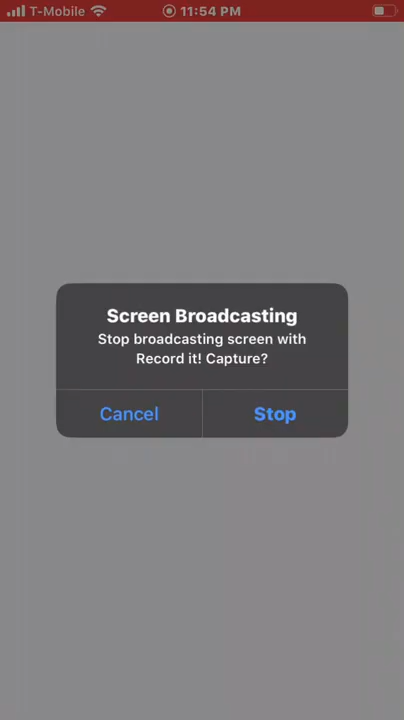 T-Mobile 11:54 PM
Screen Broadcasting
Stop broadcasting screen with
Record it! Capture?
Cancel Stop